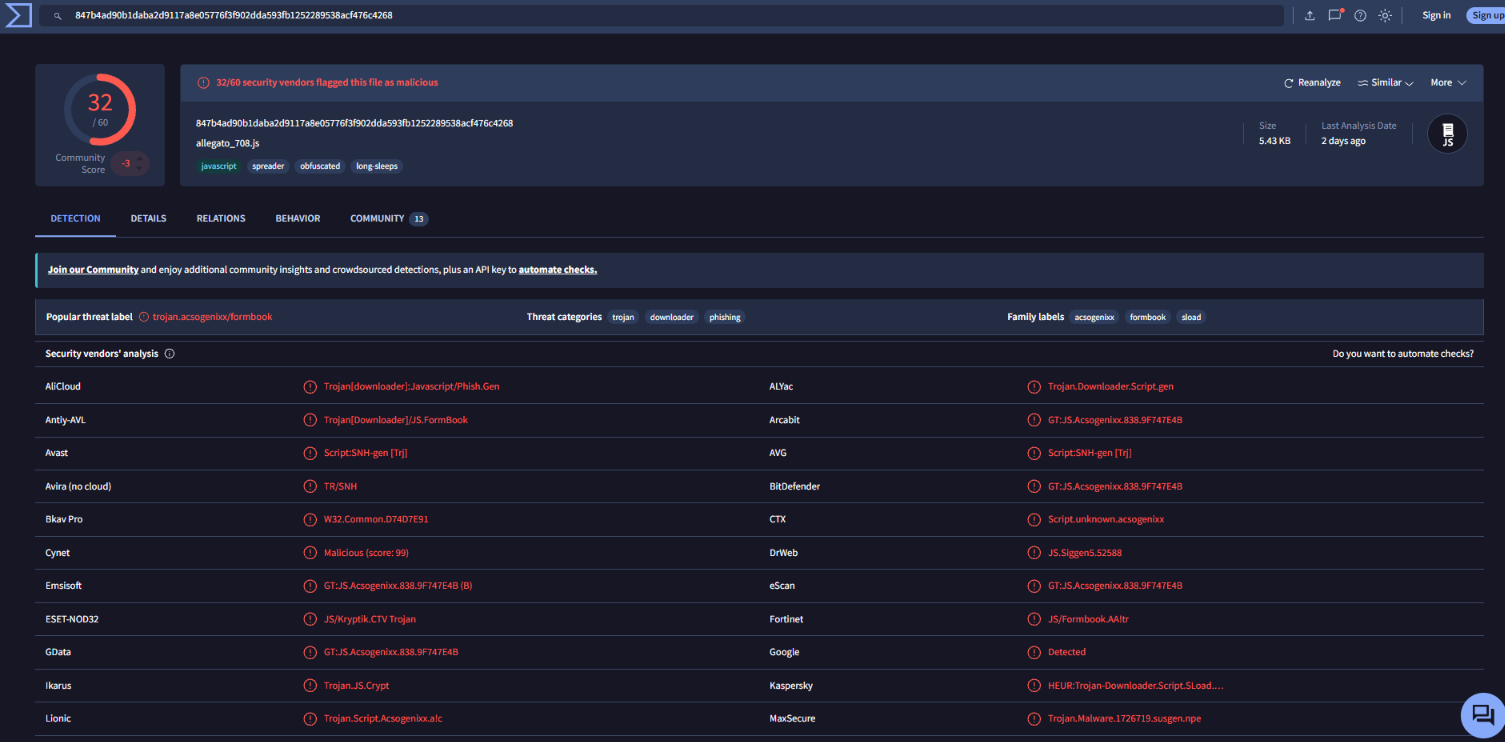 847b4ad90b1daba2d9117a8e05776f3f902dda593fb1252289538acf476c4268
Sign in
Sign up
32
/ 60
Community Score
-3
32/60 security vendors flagged this file as malicious
Reanalyze
Similar
More
847b4ad90b1daba2d9117a8e05776f3f902dda593fb1252289538acf476c4268
allegato_708.js
javascript spreader obfuscated long-sleeps
Size
5.43 KB
Last Analysis Date
2 days ago
JS
DETECTION DETAILS RELATIONS BEHAVIOR COMMUNITY 13
Join our Community and enjoy additional community insights and crowdsourced detections, plus an API key to automate checks.
Popular threat label trojan.acsogenixx/formbook Threat categories trojan downloader phishing Family labels acsogenixx formbook sload
Security vendors' analysis Do you want to automate checks?
AliCloud Trojan[downloader]:Javascript/Phish.Gen ALYac Trojan.Downloader.Script.gen
Antiy-AVL Trojan[Downloader]/JS.FormBook Arcabit GT:JS.Acsogenixx.838.9F747E4B
Avast Script:SNH-gen [Trj] AVG Script:SNH-gen [Trj]
Avira (no cloud) TR/SNH BitDefender GT:JS.Acsogenixx.838.9F747E4B
Bkav Pro W32.Common.D74D7E91 CTX Script.unknown.acsogenixx
Cynet Malicious (score: 99) DrWeb JS.Siggen5.52588
Emsisoft GT:JS.Acsogenixx.838.9F747E4B (B) eScan GT:JS.Acsogenixx.838.9F747E4B
ESET-NOD32 JS/Kryptik.CTV Trojan Fortinet JS/Formbook.AA!tr
GData GT:JS.Acsogenixx.838.9F747E4B Google Detected
Ikarus Trojan.JS.Crypt Kaspersky HEUR:Trojan-Downloader.Script.SLoad....
Lionic Trojan.Script.Acsogenixx.a!c MaxSecure Trojan.Malware.1726719.susgen.npe